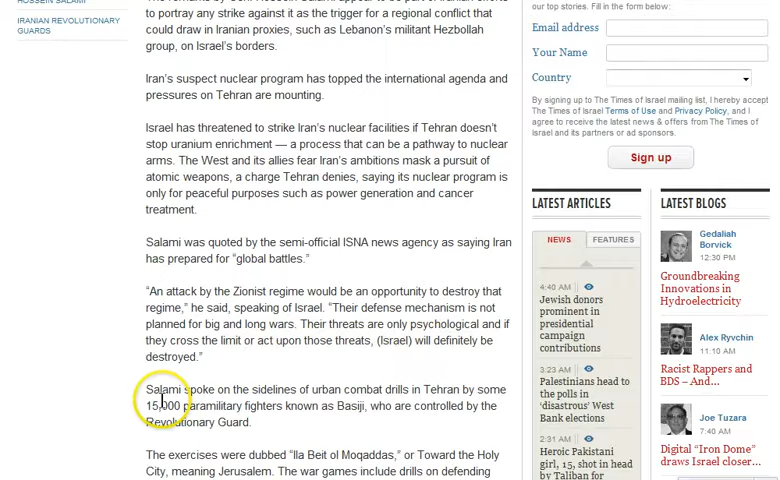 HOSSEIN SALAMI
IRANIAN REVOLUTIONARY
GUARDS
to portray any strike against it as the trigger for a regional conflict that
could draw in Iranian proxies, such as Lebanon's militant Hezbollah
group, on Israel's borders.
Iran's suspect nuclear program has topped the international agenda and
pressures on Tehran are mounting.
Israel has threatened to strike Iran's nuclear facilities if Tehran doesn't
stop uranium enrichment — a process that can be a pathway to nuclear
arms. The West and its allies fear Iran's ambitions mask a pursuit of
atomic weapons, a charge Tehran denies, saying its nuclear program is
only for peaceful purposes such as power generation and cancer
treatment.
Salami was quoted by the semi-official ISNA news agency as saying Iran
has prepared for “global battles.”
“An attack by the Zionist regime would be an opportunity to destroy that
regime,” he said, speaking of Israel. “Their defense mechanism is not
planned for big and long wars. Their threats are only psychological and if
they cross the limit or act upon those threats, (Israel) will definitely be
destroyed.”
Salami spoke on the sidelines of urban combat drills in Tehran by some
15,000 paramilitary fighters known as Basiji, who are controlled by the
Revolutionary Guard.
The exercises were dubbed “Ila Beit ol Moqaddas,” or Toward the Holy
City, meaning Jerusalem. The war games include drills on defending
our top stories. Fill in the form below:
Email address
Your Name
Country
By signing up to The Times of Israel mailing list, I hereby accept
The Times of Israel Terms of Use and Privacy Policy, and I
agree to receive the latest news & offers from The Times of
Israel and its partners or ad sponsors.
Sign up
LATEST ARTICLES
NEWS
FEATURES
4:40 AM
Jewish donors
prominent in
presidential
campaign
contributions
3:23 AM
Palestinians head to
the polls in
‘disastrous’ West
Bank elections
2:31 AM
Heroic Pakistani
girl, 15, shot in head
by Taliban for
LATEST BLOGS
Gedaliah
Borvick
12:30 PM
Groundbreaking
Innovations in
Hydroelectricity
Alex Ryvchin
11:10 AM
Racist Rappers and
BDS – And...
Joe Tuzara
7:40 AM
Digital “Iron Dome”
draws Israel closer...